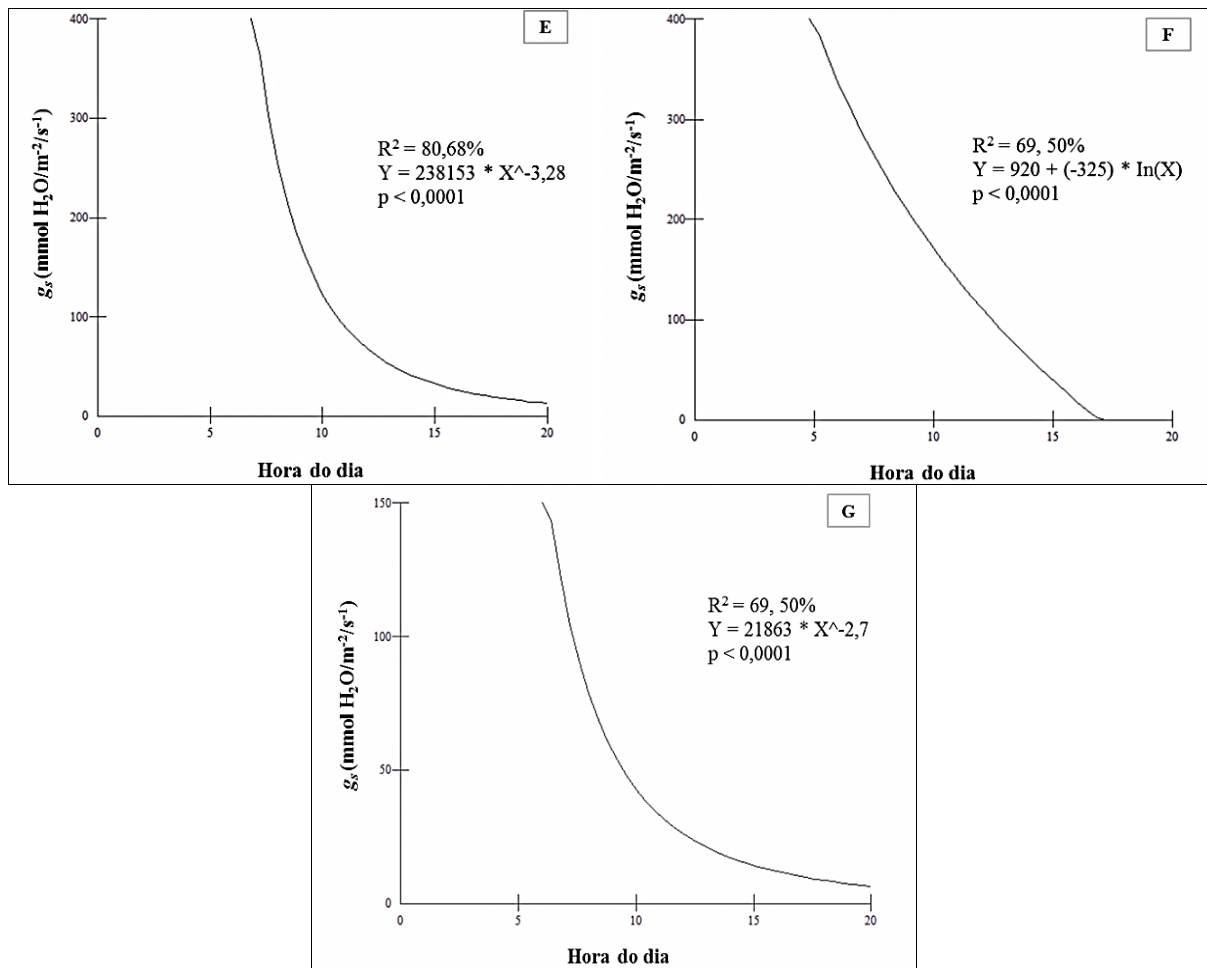 E
400
300
200
100
0
gₛ (mmol H₂O/m⁻²/s⁻¹)
R² = 80,68%
Y = 238153 * X^-3,28
p < 0,0001
0 5 10 15 20
Hora do dia
F
400
300
200
100
0
gₛ (mmol H₂O/m⁻²/s⁻¹)
R² = 69, 50%
Y = 920 + (-325) * In(X)
p < 0,0001
0 5 10 15 20
Hora do dia
G
150
100
50
0
gₛ (mmol H₂O/m⁻²/s⁻¹)
R² = 69, 50%
Y = 21863 * X^-2,7
p < 0,0001
0 5 10 15 20
Hora do dia